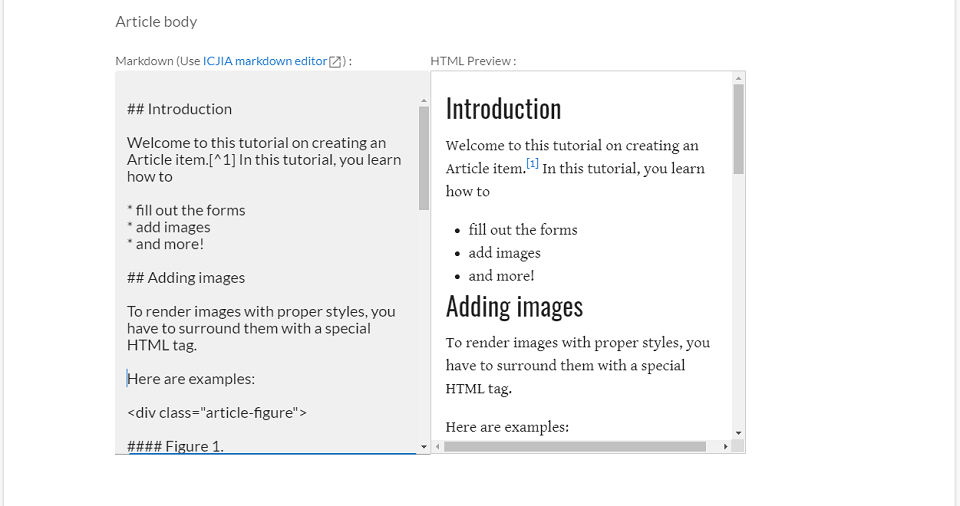 Article body
Markdown (Use ICJIA markdown editor) :
## Introduction
Welcome to this tutorial on creating an
Article item.[^1] In this tutorial, you learn
how to
* fill out the forms
* add images
* and more!
## Adding images
To render images with proper styles, you
have to surround them with a special
HTML tag.
Here are examples:
<div class="article-figure">
#### Figure 1.
HTML Preview :
Introduction
Welcome to this tutorial on creating an
Article item.[1] In this tutorial, you learn
how to
• fill out the forms
• add images
• and more!
Adding images
To render images with proper styles, you
have to surround them with a special
HTML tag.
Here are examples: